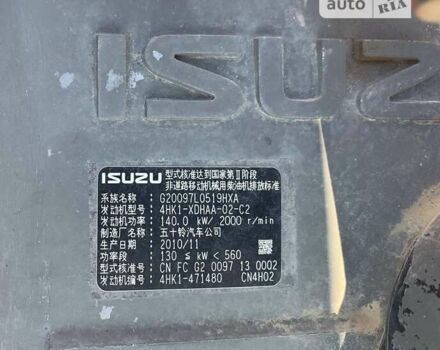 auto
RIA
ISUZU
ISUZU 型式核准达到国家第Ⅱ阶段
非道路移动机械用柴油机排放标准
系族名称: G20097L0519HXA
发动机型号: 4HK1-XDHAA-02-C2
发动机功率: 140.0 kW/ 2000 r/min
制造厂名称: 五十铃汽车公司
生产日期: 2010/11
功率段: 130 ≤ kW < 560
型式核准号: CN FC G2 0097 13 0002
发动机编号: 4HK1-471480 CN4H02